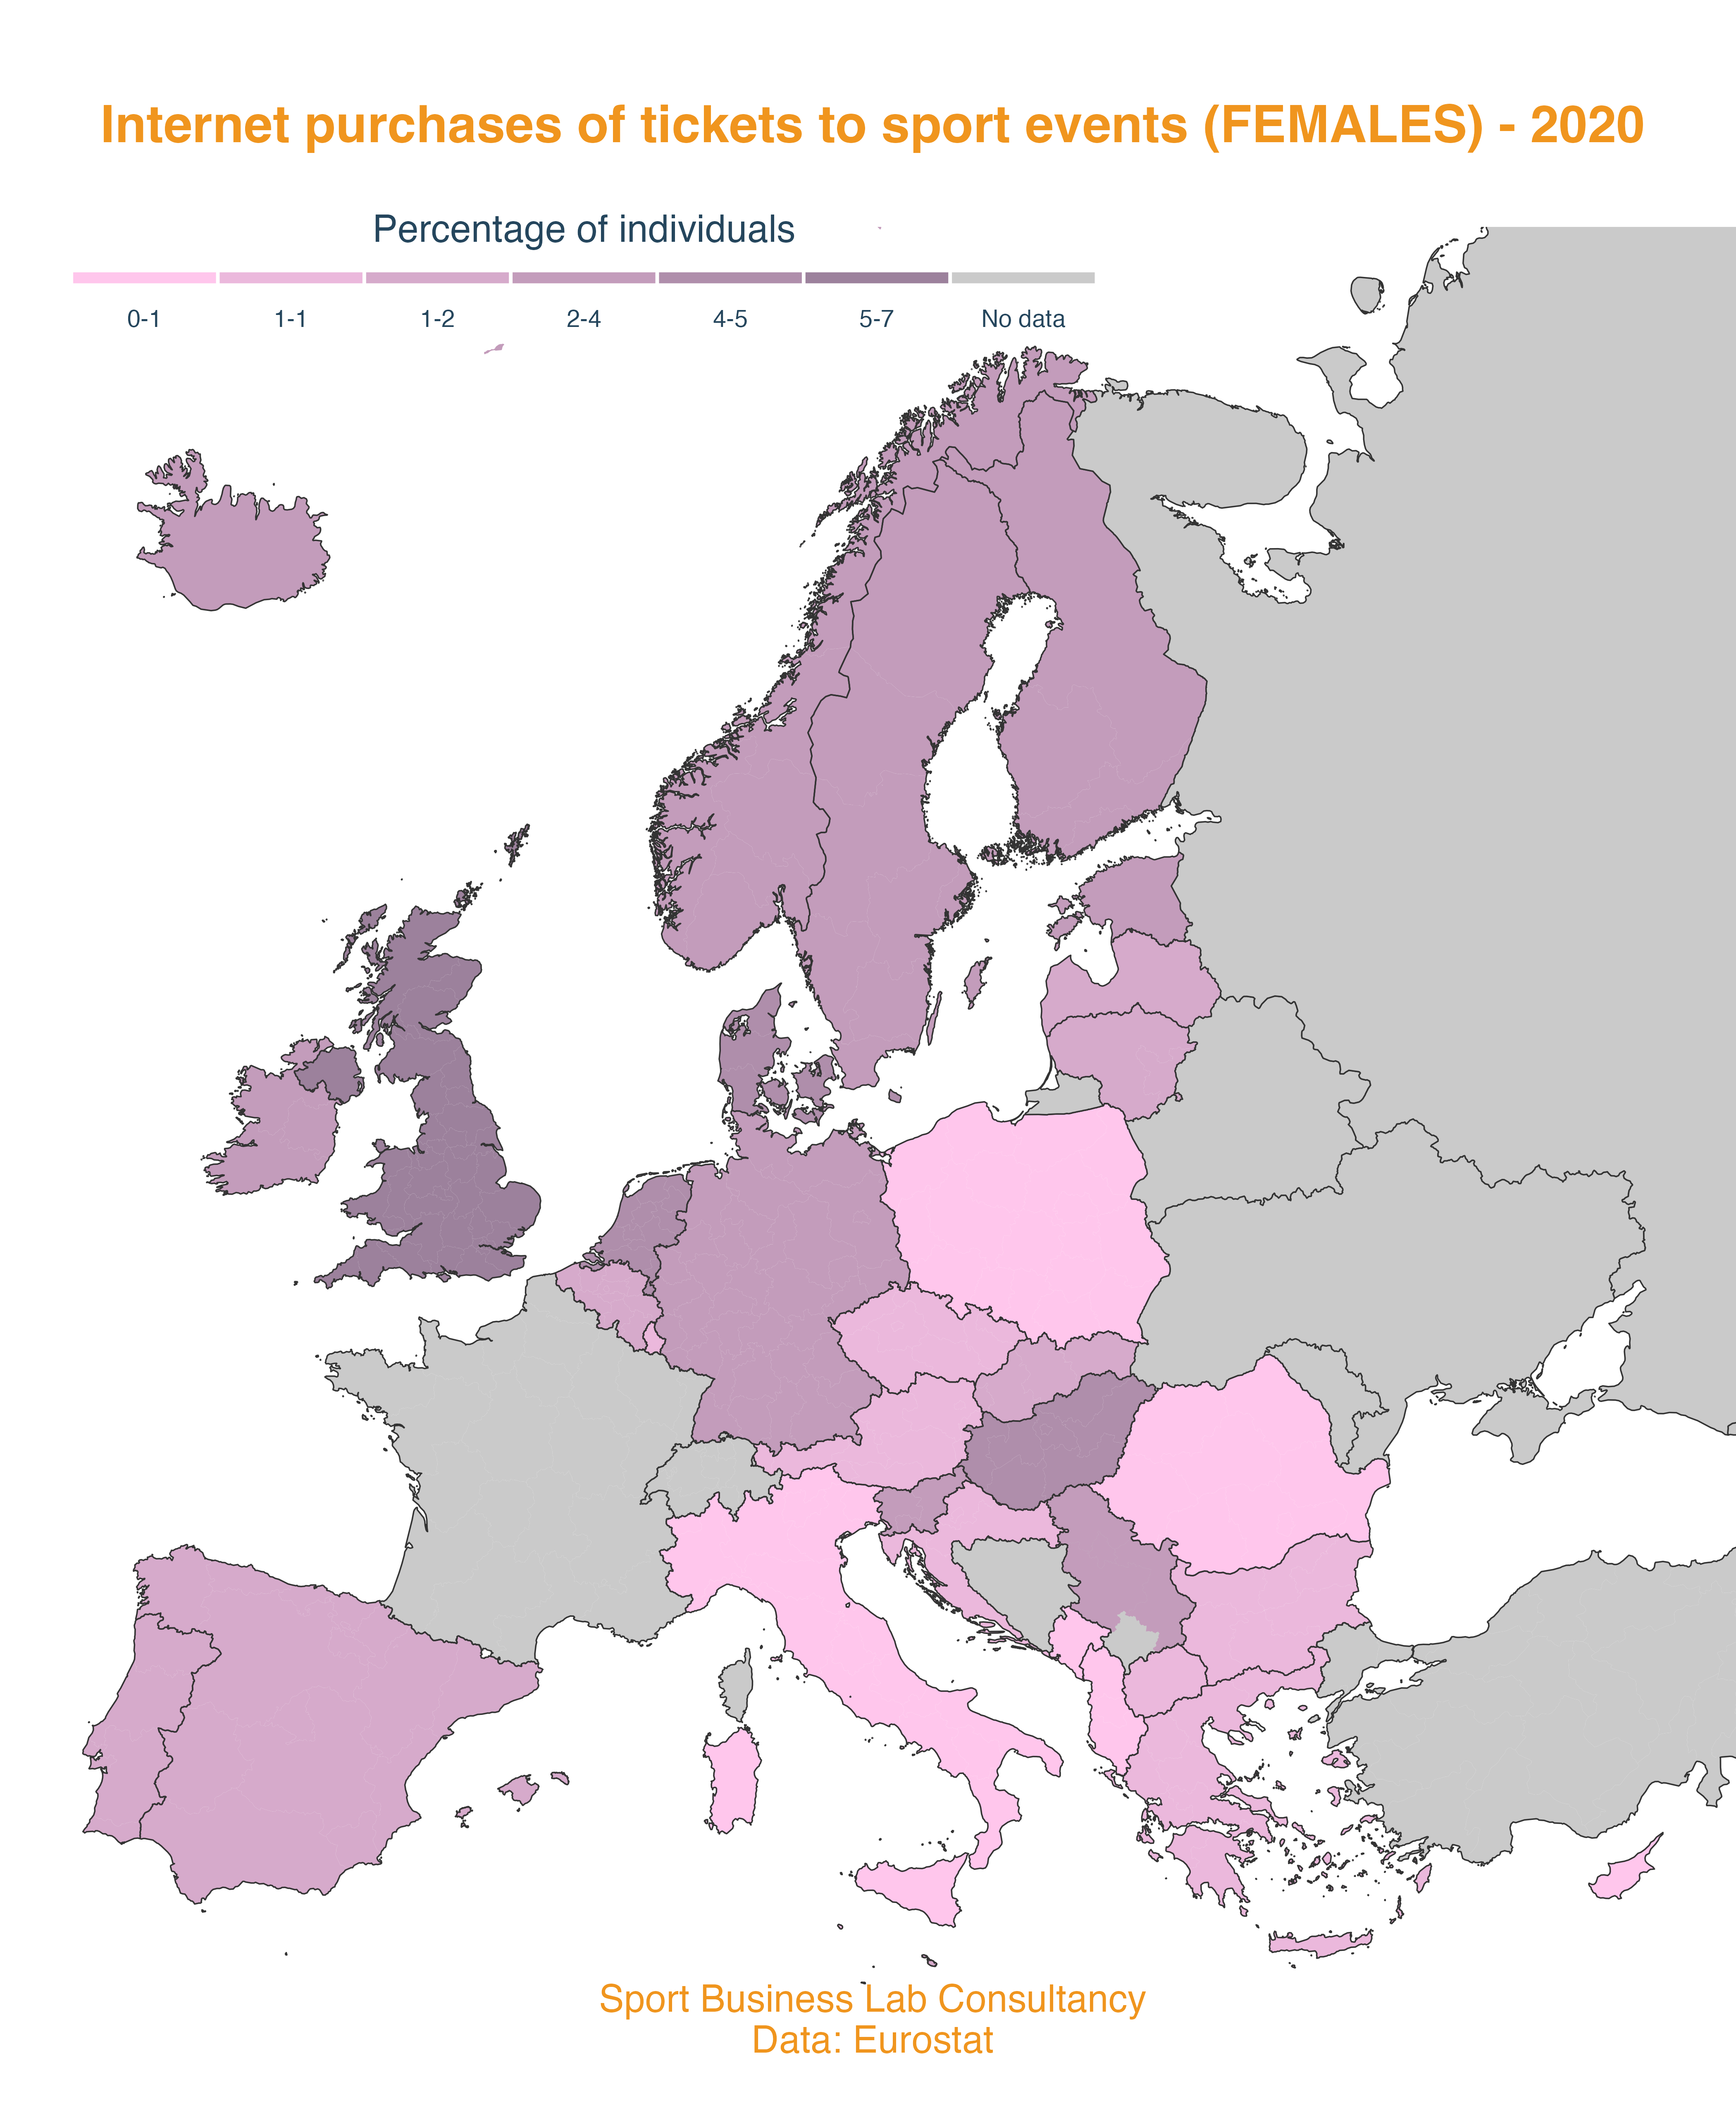 Internet purchases of tickets to sport events (FEMALES) - 2020
Percentage of individuals
0-1 1-1 1-2 2-4 4-5 5-7 No data
Sport Business Lab Consultancy
Data: Eurostat